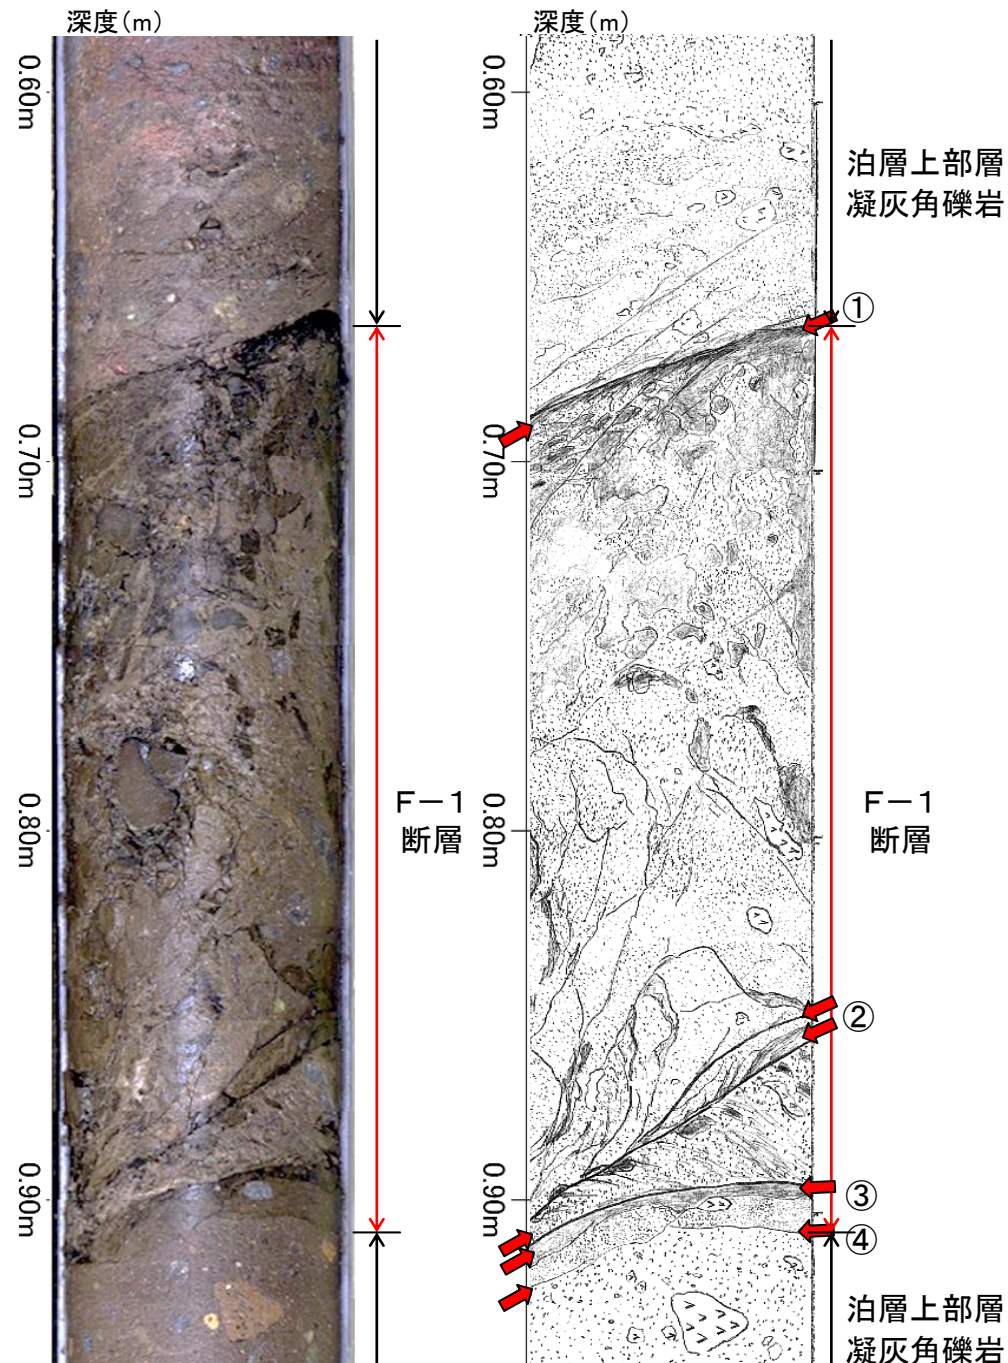 深度(m)
0.60m
0.70m
0.80m
0.90m
F－1
断層
深度(m)
0.60m
0.70m
0.80m
0.90m
泊層上部層
凝灰角礫岩
①
F－1
断層
②
③
④
泊層上部層
凝灰角礫岩